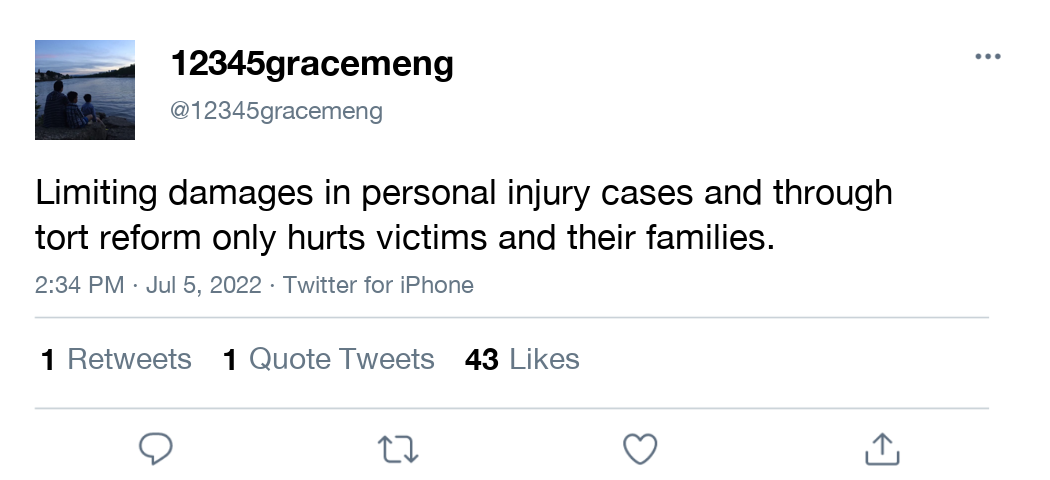 12345gracemeng
@12345gracemeng
Limiting damages in personal injury cases and through
tort reform only hurts victims and their families.
2:34 PM · Jul 5, 2022 · Twitter for iPhone
1 Retweets 1 Quote Tweets 43 Likes